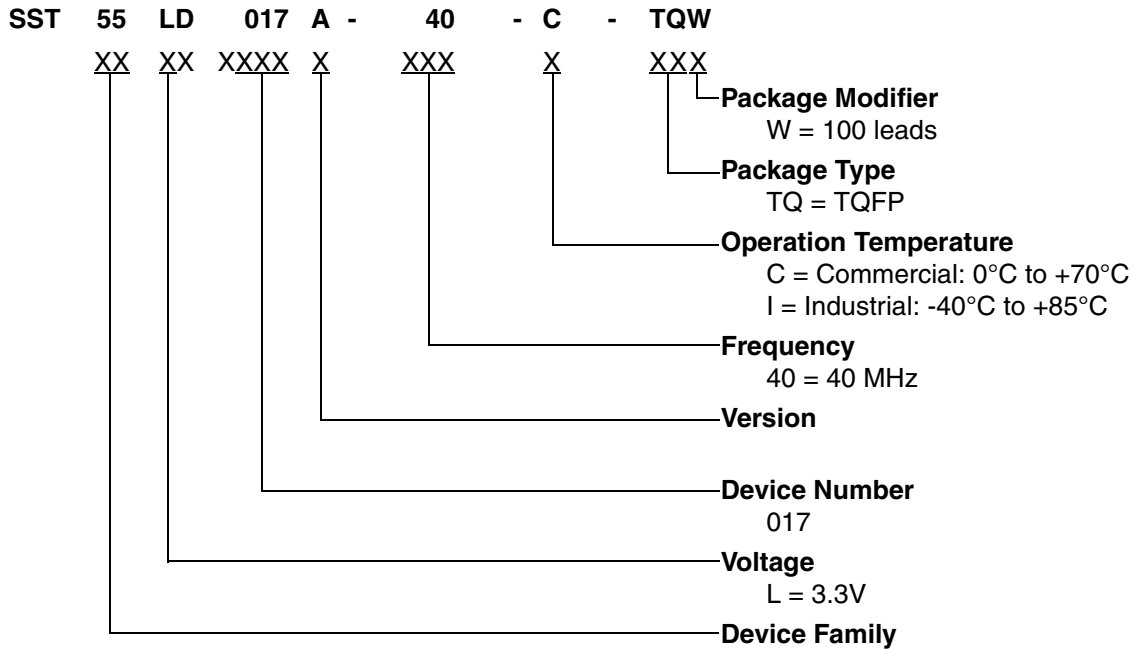 SST 55 LD 017 A - 40 - C - TQW
XX XX XXXX X XXX X XXX
Package Modifier
W = 100 leads
Package Type
TQ = TQFP
Operation Temperature
C = Commercial: 0°C to +70°C
I = Industrial: -40°C to +85°C
Frequency
40 = 40 MHz
Version
Device Number
017
Voltage
L = 3.3V
Device Family